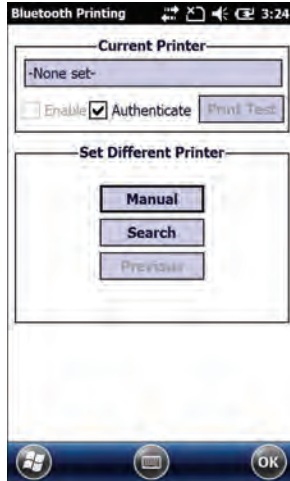 Bluetooth Printing 3:24
Current Printer
-None set-
Enable Authenticate Print Test
Set Different Printer
Manual
Search
Previous
OK